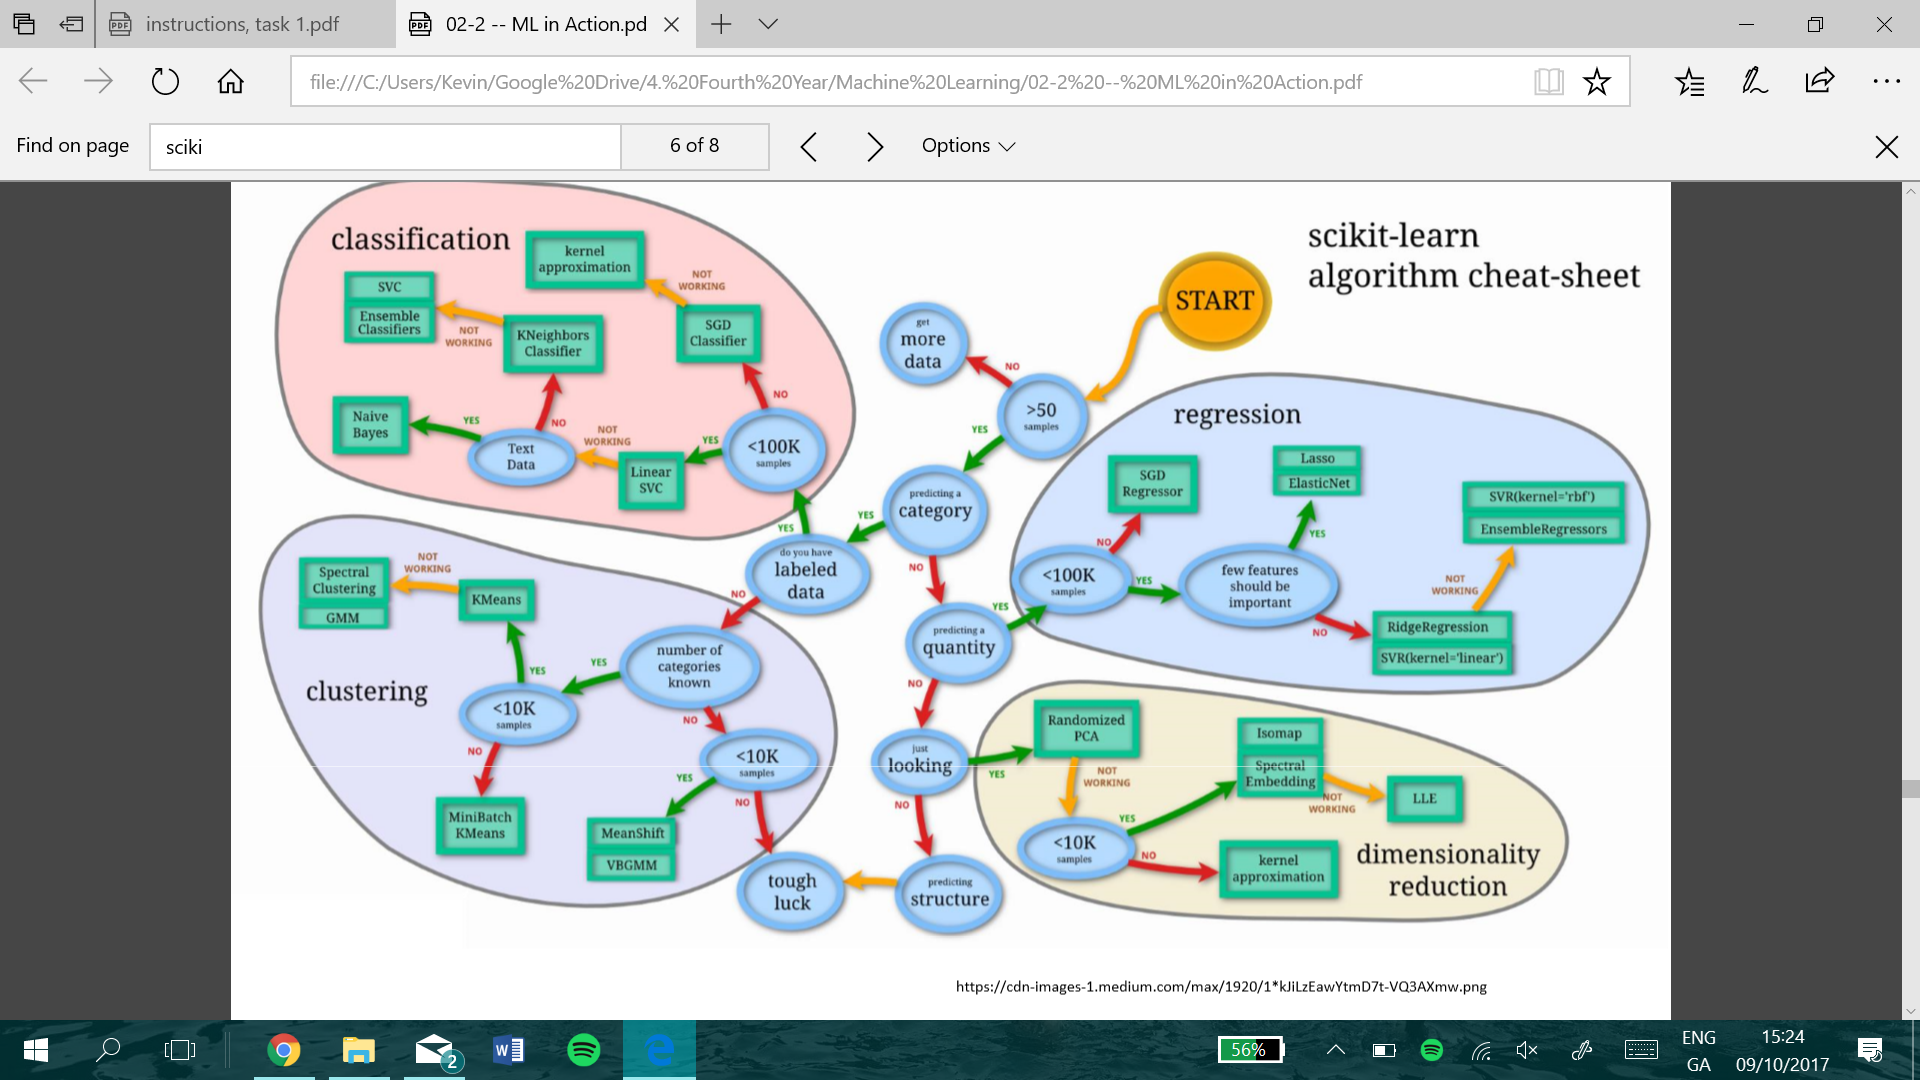 instructions, task 1.pdf
02-2 -- ML in Action.pd
file:///C:/Users/Kevin/Google%20Drive/4.%20Fourth%20Year/Machine%20Learning/02-2%20--%20ML%20in%20Action.pdf
Find on page
sciki
6 of 8
Options
scikit-learn
algorithm cheat-sheet
START
classification
kernel
approximation
NOT
WORKING
SVC
Ensemble
Classifiers
NOT
WORKING
KNeighbors
Classifier
SGD
Classifier
NO
Naive
Bayes
YES
NO
Text
Data
NOT
WORKING
Linear
SVC
YES
<100K
samples
get
more
data
NO
>50
samples
YES
predicting a
category
YES
do you have
labeled
data
YES
NO
NO
predicting a
quantity
YES
NO
just
looking
YES
NO
predicting
structure
tough
luck
regression
SGD
Regressor
NO
<100K
samples
YES
few features
should be
important
YES
Lasso
ElasticNet
NO
RidgeRegression
SVR(kernel='linear')
NOT
WORKING
SVR(kernel='rbf')
EnsembleRegressors
clustering
Spectral
Clustering
GMM
NOT
WORKING
KMeans
YES
<10K
samples
YES
number of
categories
known
NO
NO
MiniBatch
KMeans
<10K
samples
YES
NO
MeanShift
VBGMM
Randomized
PCA
NOT
WORKING
<10K
samples
YES
NO
Isomap
Spectral
Embedding
NOT
WORKING
LLE
kernel
approximation
dimensionality
reduction
https://cdn-images-1.medium.com/max/1920/1*kJiLzEawYtmD7t-VQ3AXmw.png
2
56%
ENG
GA
15:24
09/10/2017